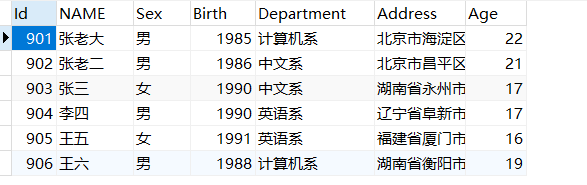 Id NAME Sex Birth Department Address Age
901 张老大 男 1985 计算机系 北京市海淀区 22
902 张老二 男 1986 中文系 北京市昌平区 21
903 张三 女 1990 中文系 湖南省永州市 17
904 李四 男 1990 英语系 辽宁省阜新市 17
905 王五 女 1991 英语系 福建省厦门市 16
906 王六 男 1988 计算机系 湖南省衡阳市 19